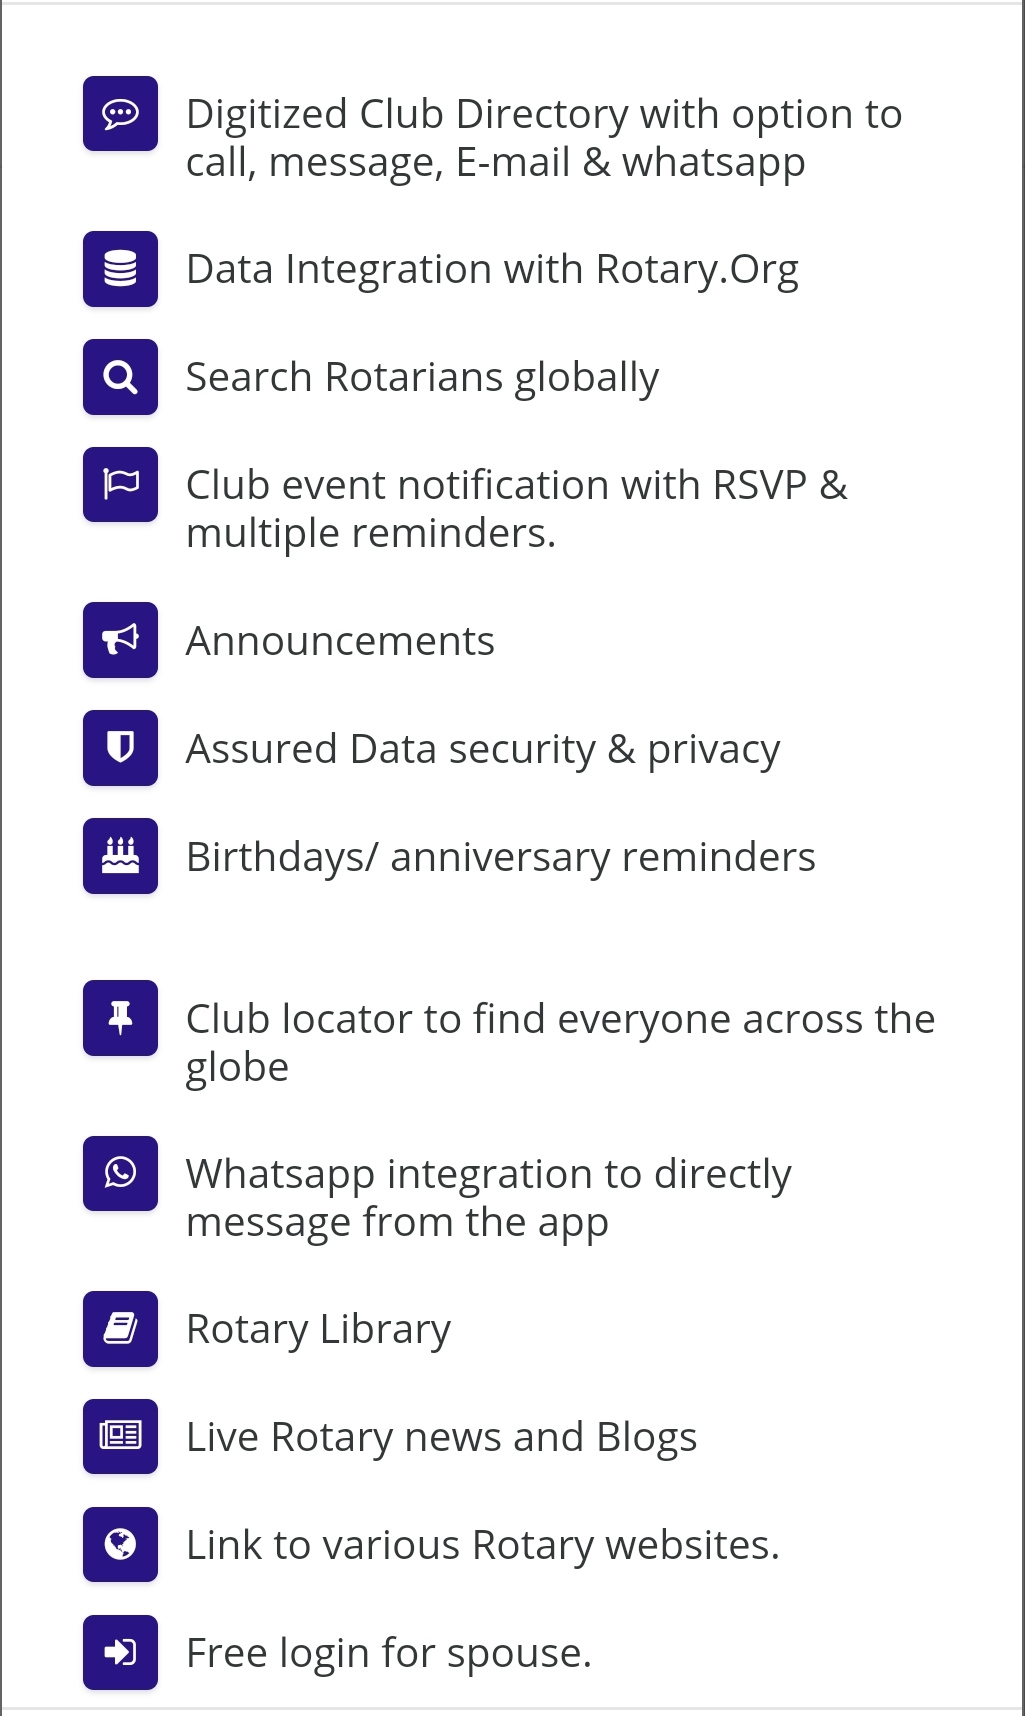 Digitized Club Directory with option to
call, message, E-mail & whatsapp
Data Integration with Rotary.Org
Search Rotarians globally
Club event notification with RSVP &
multiple reminders.
Announcements
Assured Data security & privacy
Birthdays/ anniversary reminders
Club locator to find everyone across the
globe
Whatsapp integration to directly
message from the app
Rotary Library
Live Rotary news and Blogs
Link to various Rotary websites.
Free login for spouse.